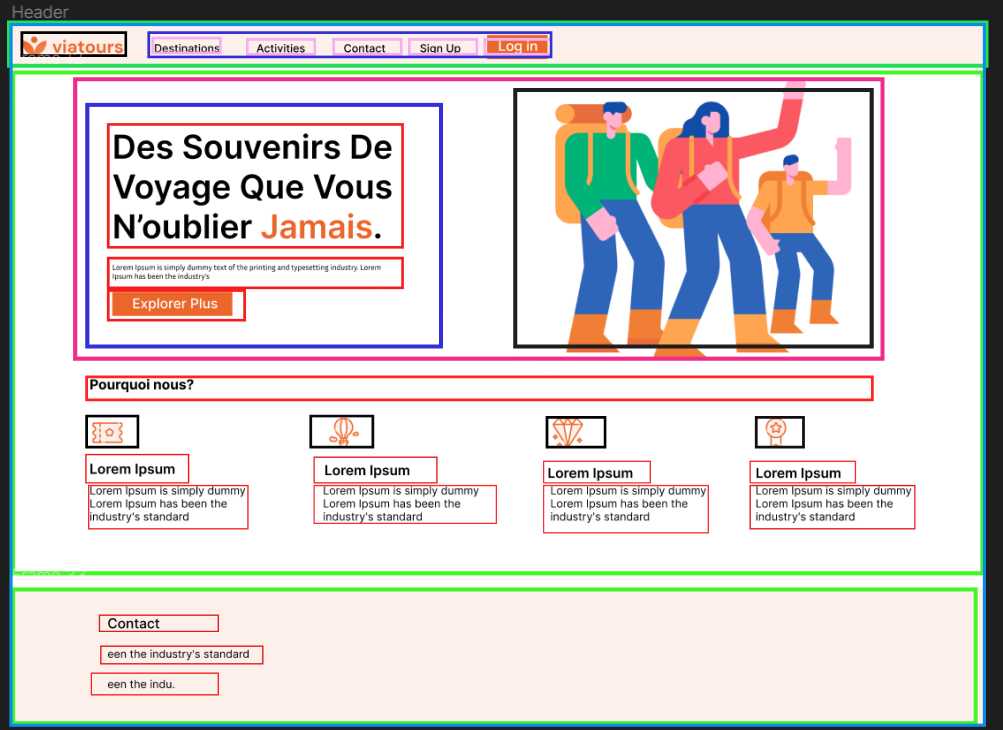 Header
viatours
Destinations
Activities
Contact
Sign Up
Log in
Des Souvenirs De
Voyage Que Vous
N’oublier Jamais.
Lorem Ipsum is simply dummy text of the printing and typesetting industry. Lorem
Ipsum has been the industry's
Explorer Plus
Pourquoi nous?
Lorem Ipsum
Lorem Ipsum is simply dummy
Lorem Ipsum has been the
industry's standard
Lorem Ipsum
Lorem Ipsum is simply dummy
Lorem Ipsum has been the
industry's standard
Lorem Ipsum
Lorem Ipsum is simply dummy
Lorem Ipsum has been the
industry's standard
Lorem Ipsum
Lorem Ipsum is simply dummy
Lorem Ipsum has been the
industry's standard
Contact
een the industry's standard
een the indu.